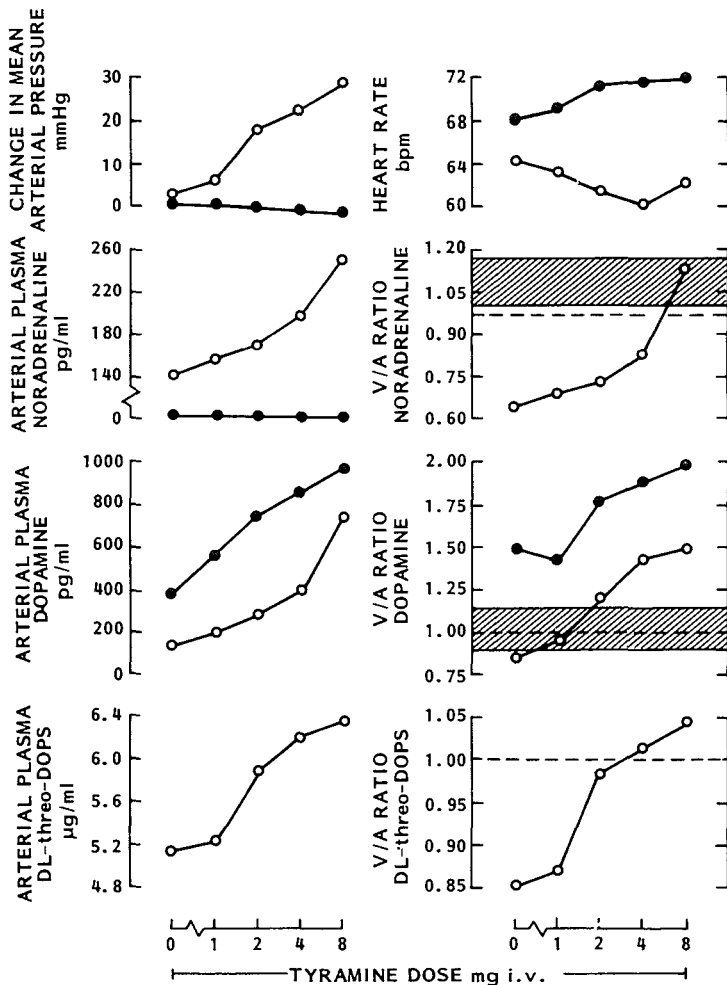 CHANGE IN MEAN
ARTERIAL PRESSURE
mmHg
30
20
10
0
HEART RATE
bpm
72
68
64
60
ARTERIAL PLASMA
NORADRENALINE
pg/ml
260
220
180
140
0
V/A RATIO
NORADRENALINE
1.20
1.05
0.90
0.75
0.60
ARTERIAL PLASMA
DOPAMINE
pg/ml
1000
800
600
400
200
0
V/A RATIO
DOPAMINE
2.00
1.50
1.25
1.00
0.75
ARTERIAL PLASMA
DL-threo-DOPS
µg/ml
6.4
6.0
5.6
5.2
4.8
V/A RATIO
DL-threo-DOPS
1.05
1.00
0.95
0.90
0.85
0 1 2 4 8
0 1 2 4 8
TYRAMINE DOSE mg i.v.